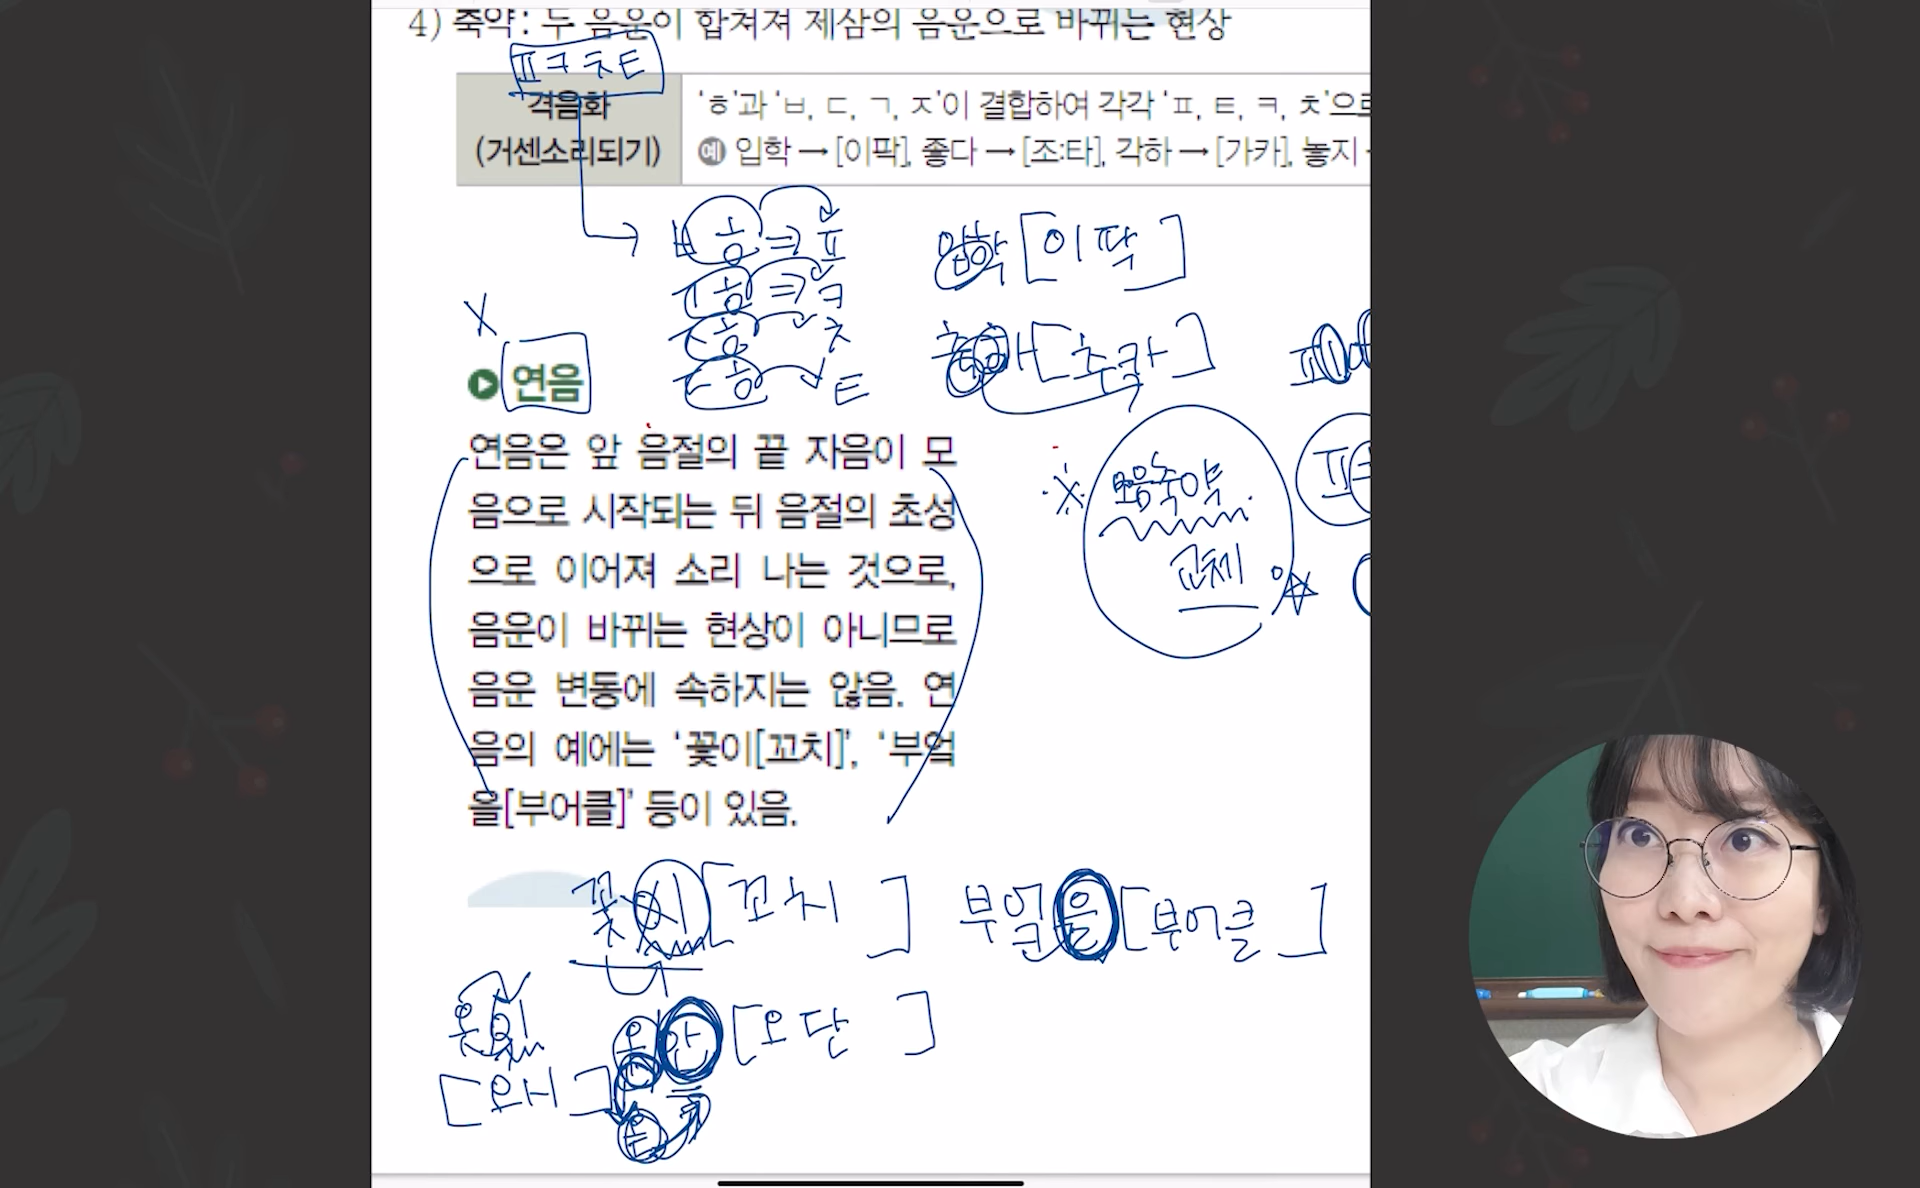 4) 축약 : 두 음운이 합쳐져 제삼의 음운으로 바뀌는 현상
ㅍㅋㅊㅌ
격음화
(거센소리되기)
'ㅎ'과 'ㅂ, ㄷ, ㄱ, ㅈ'이 결합하여 각각 'ㅍ, ㅌ, ㅋ, ㅊ'으로
예 입학 → [이팍], 좋다 → [조:타], 각하 → [가카], 놓지
ㅂ ㅎ ⇒ ㅍ
ㄱ ㅎ ⇒ ㅋ
ㅈ ㅎ ㅊ
ㄷ ㅎ ㅌ
입학 [이팍]
축하 [추카]
X
연음
연음은 앞 음절의 끝 자음이 모
음으로 시작되는 뒤 음절의 초성
으로 이어져 소리 나는 것으로,
음운이 바뀌는 현상이 아니므로
음운 변동에 속하지는 않음. 연
음의 예에는 '꽃이[꼬치]', '부엌
을[부어클]' 등이 있음.
※ 모음축약
교체 ☆
꽃이 [꼬치]
부엌을 [부어클]
옷이
[오시]
옷안 [오단]